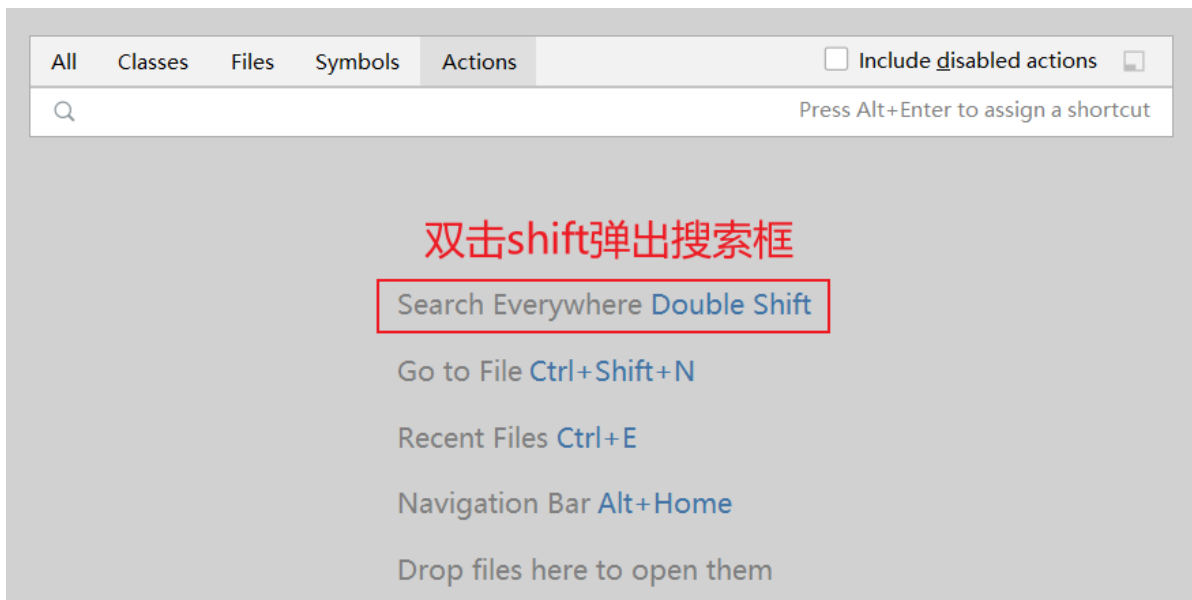 All Classes Files Symbols Actions Include disabled actions
Press Alt+Enter to assign a shortcut
双击shift弹出搜索框
Search Everywhere Double Shift
Go to File Ctrl+Shift+N
Recent Files Ctrl+E
Navigation Bar Alt+Home
Drop files here to open them